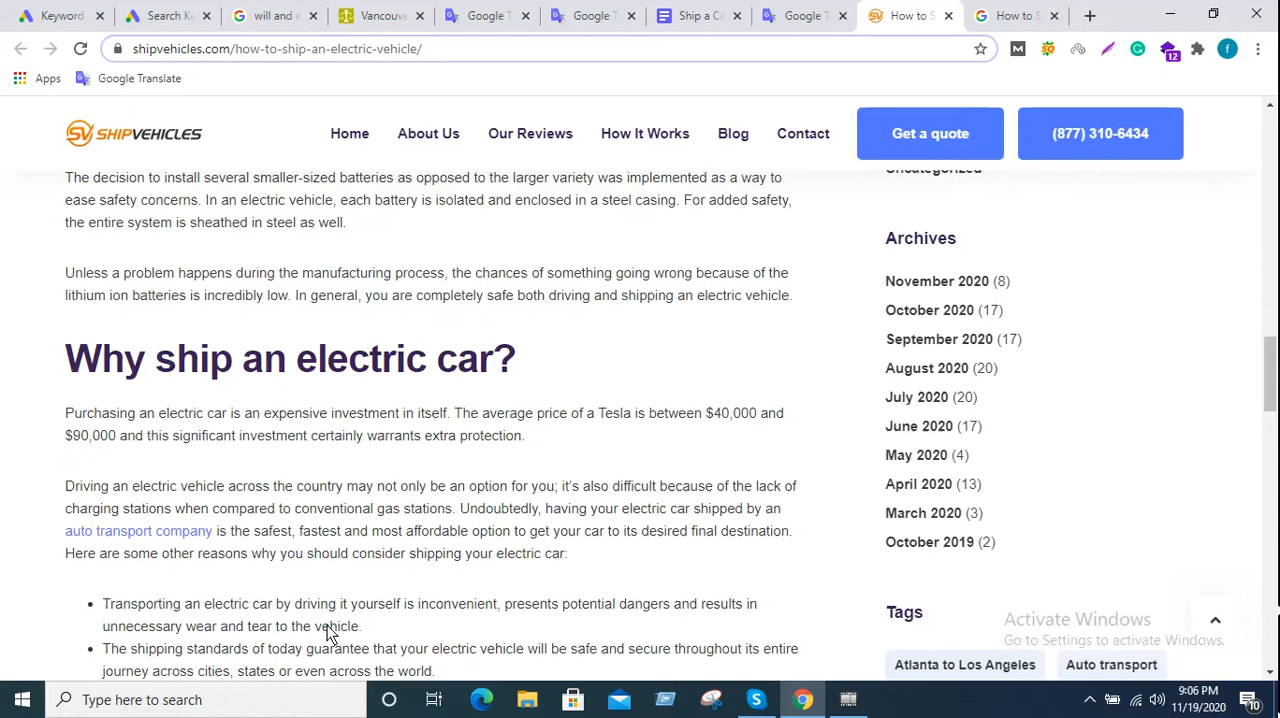 Keyword
Search Ke
will and e
Vancouve
Google T
Google T
Ship a C
Google T
How to S
How to S
shipvehicles.com/how-to-ship-an-electric-vehicle/
12
f
Apps
Google Translate
SV SHIPVEHICLES
Home
About Us
Our Reviews
How It Works
Blog
Contact
Get a quote
(877) 310-6434
The decision to install several smaller-sized batteries as opposed to the larger variety was implemented as a way to
ease safety concerns. In an electric vehicle, each battery is isolated and enclosed in a steel casing. For added safety,
the entire system is sheathed in steel as well.
Unless a problem happens during the manufacturing process, the chances of something going wrong because of the
lithium ion batteries is incredibly low. In general, you are completely safe both driving and shipping an electric vehicle.
Why ship an electric car?
Purchasing an electric car is an expensive investment in itself. The average price of a Tesla is between $40,000 and
$90,000 and this significant investment certainly warrants extra protection.
Driving an electric vehicle across the country may not only be an option for you; it's also difficult because of the lack of
charging stations when compared to conventional gas stations. Undoubtedly, having your electric car shipped by an
auto transport company is the safest, fastest and most affordable option to get your car to its desired final destination.
Here are some other reasons why you should consider shipping your electric car:
• Transporting an electric car by driving it yourself is inconvenient, presents potential dangers and results in
unnecessary wear and tear to the vehicle.
• The shipping standards of today guarantee that your electric vehicle will be safe and secure throughout its entire
journey across cities, states or even across the world.
Uncategorized
Archives
November 2020 (8)
October 2020 (17)
September 2020 (17)
August 2020 (20)
July 2020 (20)
June 2020 (17)
May 2020 (4)
April 2020 (13)
March 2020 (3)
October 2019 (2)
Tags
Atlanta to Los Angeles
Auto transport
Activate Windows
Go to Settings to activate Windows.
Type here to search
9:06 PM
11/19/2020
10